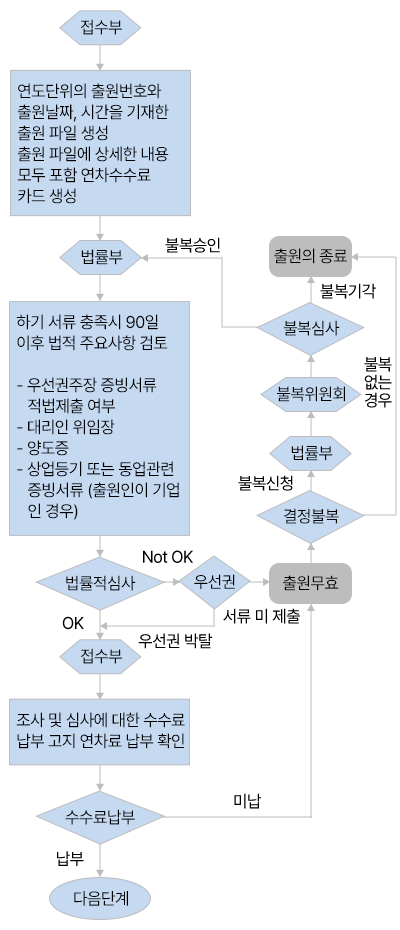 접수부
연도단위의 출원번호와
출원날짜, 시간을 기재한
출원 파일 생성
출원 파일에 상세한 내용
모두 포함 연차수수료
카드 생성
법률부
불복승인
출원의 종료
불복기각
불복심사
하기 서류 충족시 90일
이후 법적 주요사항 검토
- 우선권주장 증빙서류
적법제출 여부
- 대리인 위임장
- 양도증
- 상업등기 또는 동업관련
증빙서류 (출원인이 기업
인 경우)
불복
없는
경우
불복위원회
법률부
불복신청
결정불복
Not OK
법률적심사
우선권
출원무효
서류 미 제출
OK
우선권 박탈
접수부
조사 및 심사에 대한 수수료
납부 고지 연차료 납부 확인
미납
수수료납부
납부
다음단계